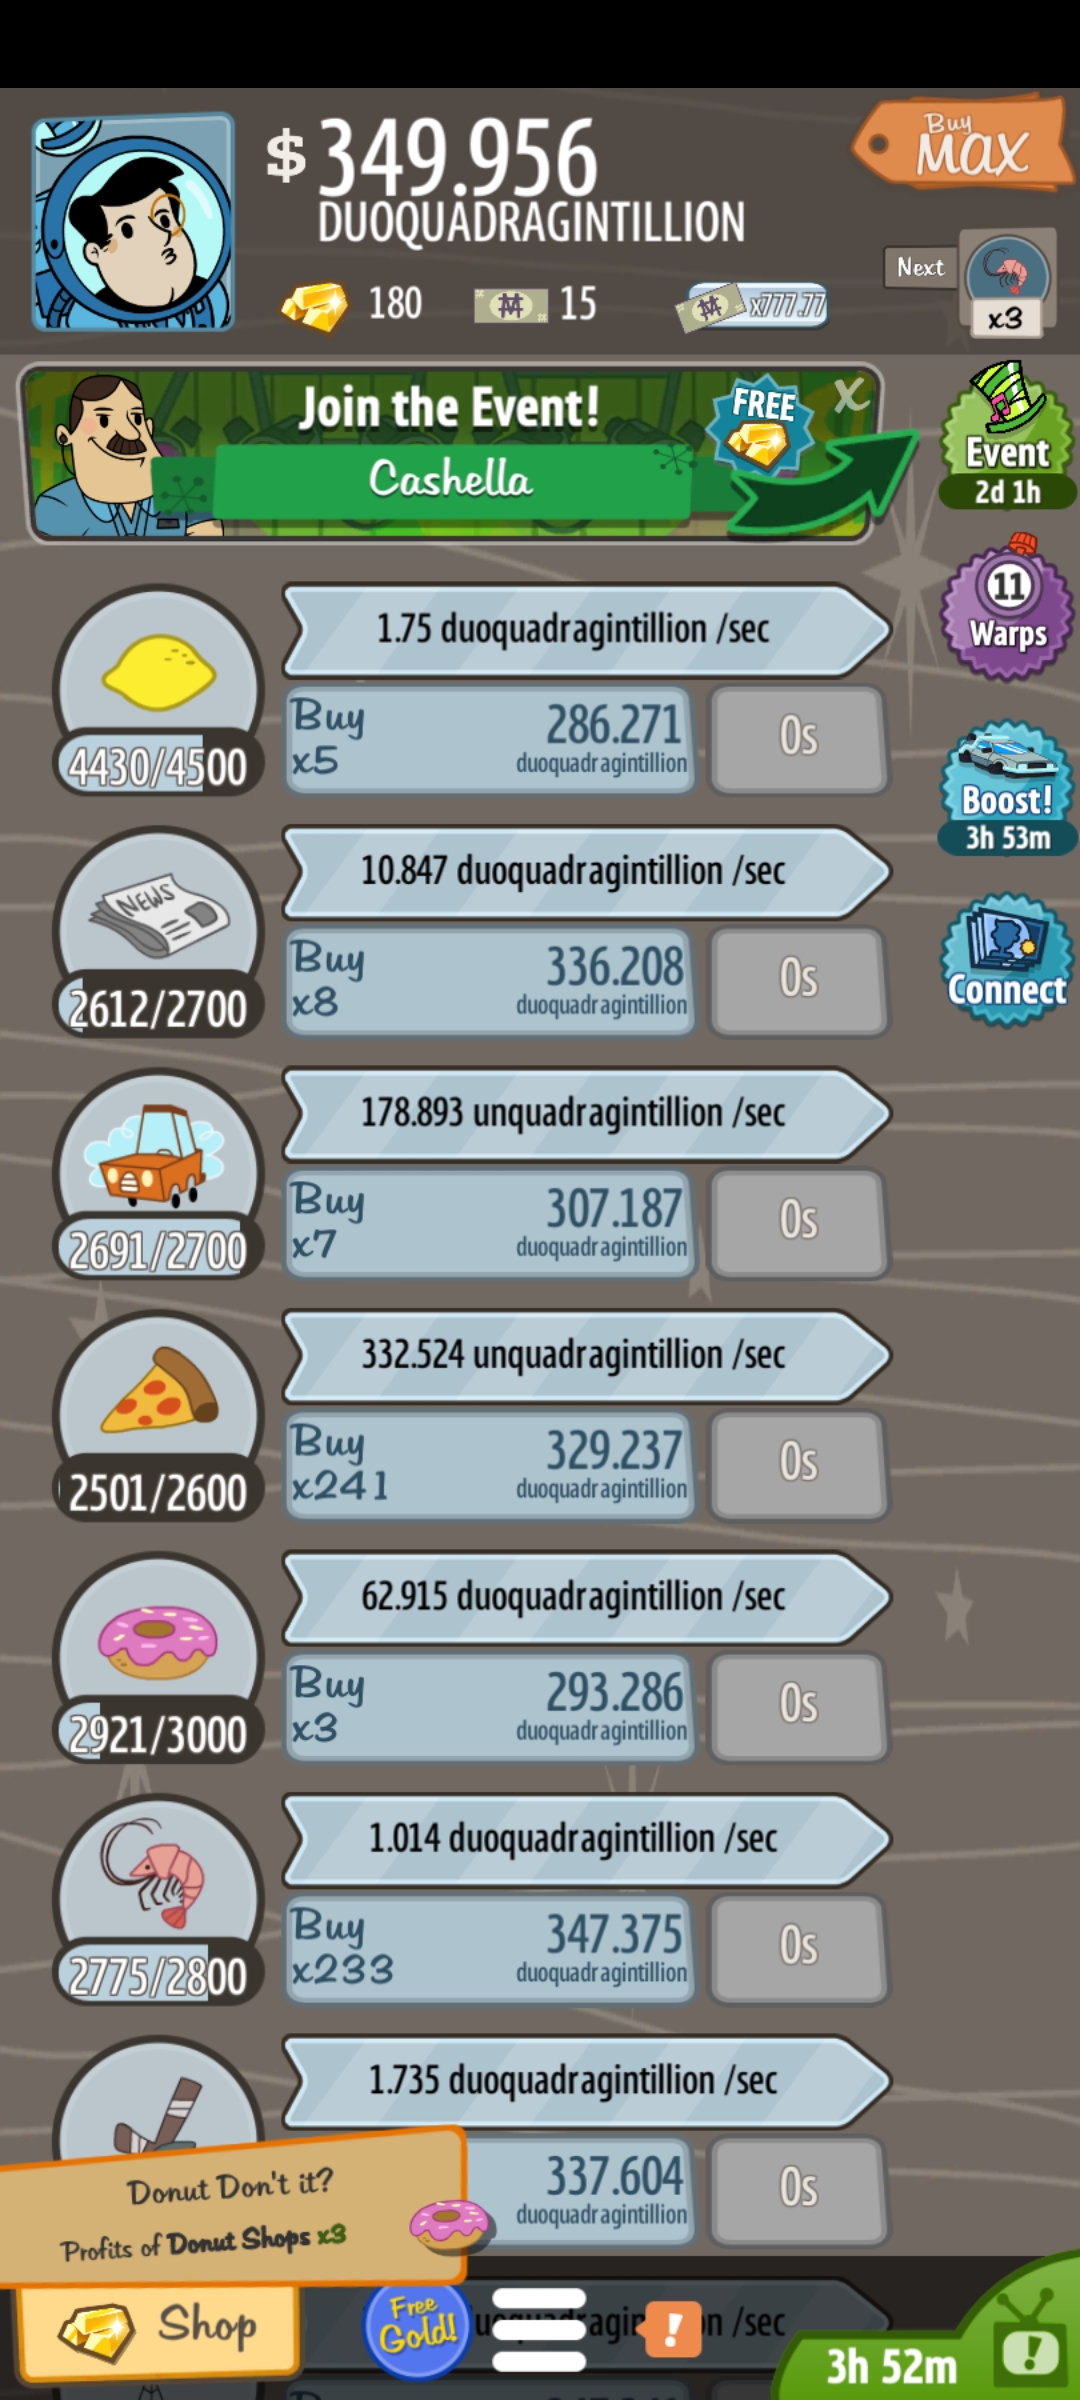 $ 349.956
DUOQUADRAGINTILLION
Buy
MAX
180
15
x777.77
Next
x3
Join the Event!
Cashella
FREE
X
Event
2d 1h
11
Warps
Boost!
3h 53m
Connect
1.75 duoquadragintillion /sec
4430/4500
Buy
x5
286.271
duoquadragintillion
0s
10.847 duoquadragintillion /sec
NEWS
2612/2700
Buy
x8
336.208
duoquadragintillion
0s
178.893 unquadragintillion /sec
2691/2700
Buy
x7
307.187
duoquadragintillion
0s
332.524 unquadragintillion /sec
2501/2600
Buy
x241
329.237
duoquadragintillion
0s
62.915 duoquadragintillion /sec
2921/3000
Buy
x3
293.286
duoquadragintillion
0s
1.014 duoquadragintillion /sec
2775/2800
Buy
x233
347.375
duoquadragintillion
0s
1.735 duoquadragintillion /sec
337.604
duoquadragintillion
0s
Donut Don't it?
Profits of Donut Shops x3
Shop
Free
Gold!
/sec
!
3h 52m
!